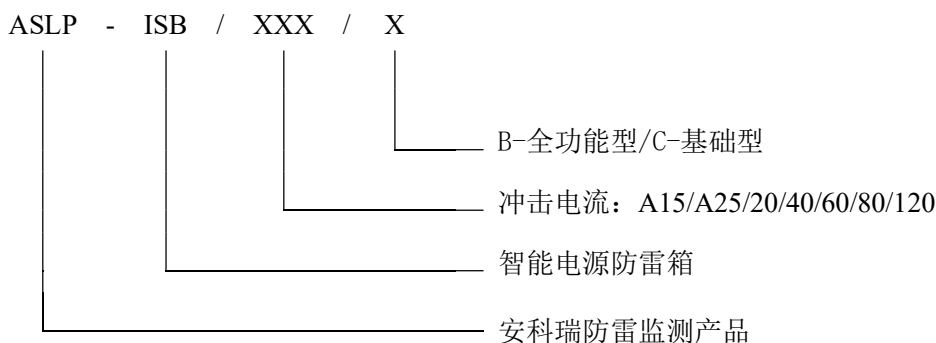 ASLP - ISB / XXX / X
B-全功能型/C-基础型
冲击电流：A15/A25/20/40/60/80/120
智能电源防雷箱
安科瑞防雷监测产品